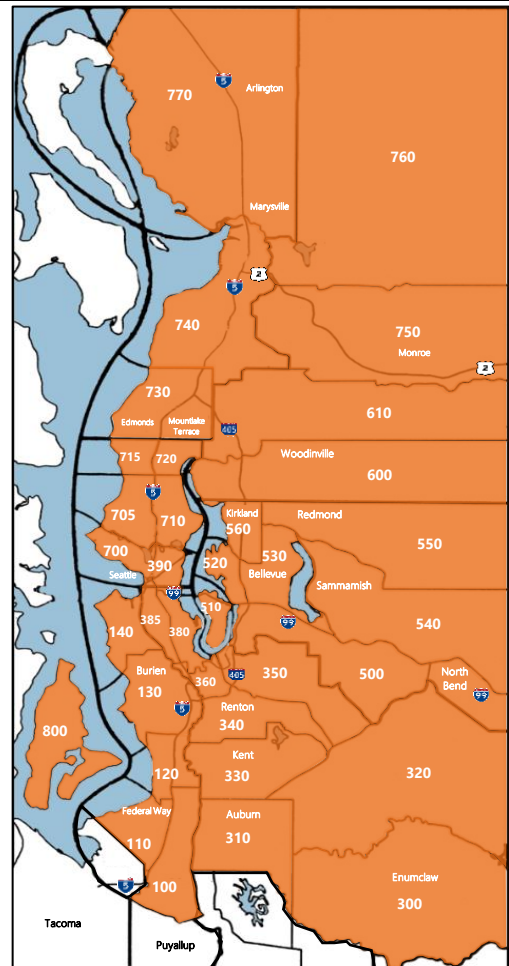 5
770
Arlington
760
Marysville
2
5
740
750
Monroe
2
730
610
Edmonds
Mountlake
Terrace
405
715
720
Woodinville
600
5
705
710
Kirkland
560
Redmond
550
700
390
520
530
Seattle
Bellevue
Sammamish
99
510
385
99
540
140
380
Burien
130
360
405
350
500
North
Bend
99
5
Renton
340
800
Kent
330
120
320
Federal Way
110
Auburn
310
5
100
Enumclaw
300
Tacoma
Puyallup